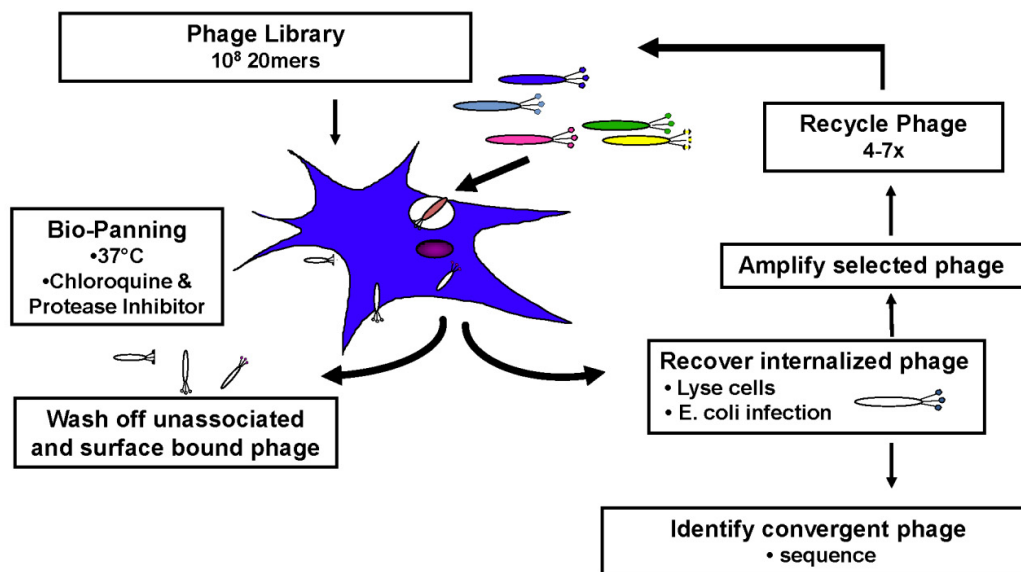 Phage Library
10⁸ 20mers
Recycle Phage
4-7x
Bio-Panning
•37°C
•Chloroquine &
Protease Inhibitor
Amplify selected phage
Recover internalized phage
• Lyse cells
• E. coli infection
Wash off unassociated
and surface bound phage
Identify convergent phage
• sequence